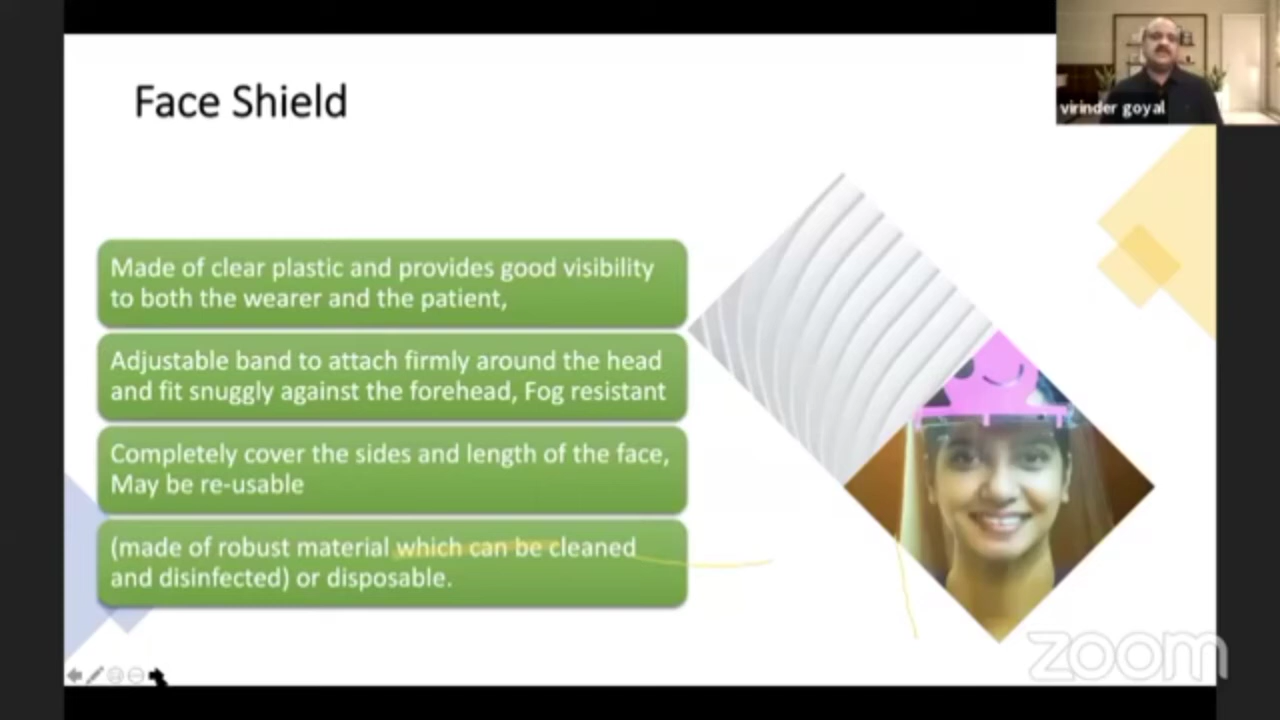 virinder goyal
Face Shield
Made of clear plastic and provides good visibility
to both the wearer and the patient,
Adjustable band to attach firmly around the head
and fit snuggly against the forehead, Fog resistant
Completely cover the sides and length of the face,
May be re-usable
(made of robust material which can be cleaned
and disinfected) or disposable.
zoom